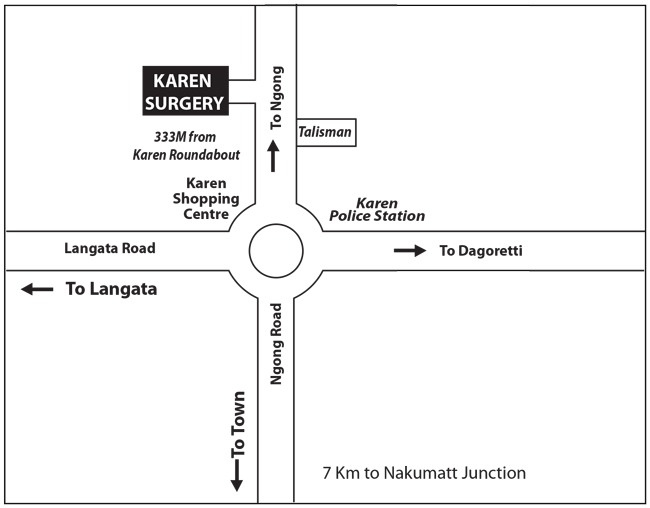 KAREN
SURGERY
To Ngong
Talisman
333M from
Karen Roundabout
Karen
Shopping
Centre
Karen
Police Station
Langata Road
To Dagoretti
To Langata
Ngong Road
To Town
7 Km to Nakumatt Junction